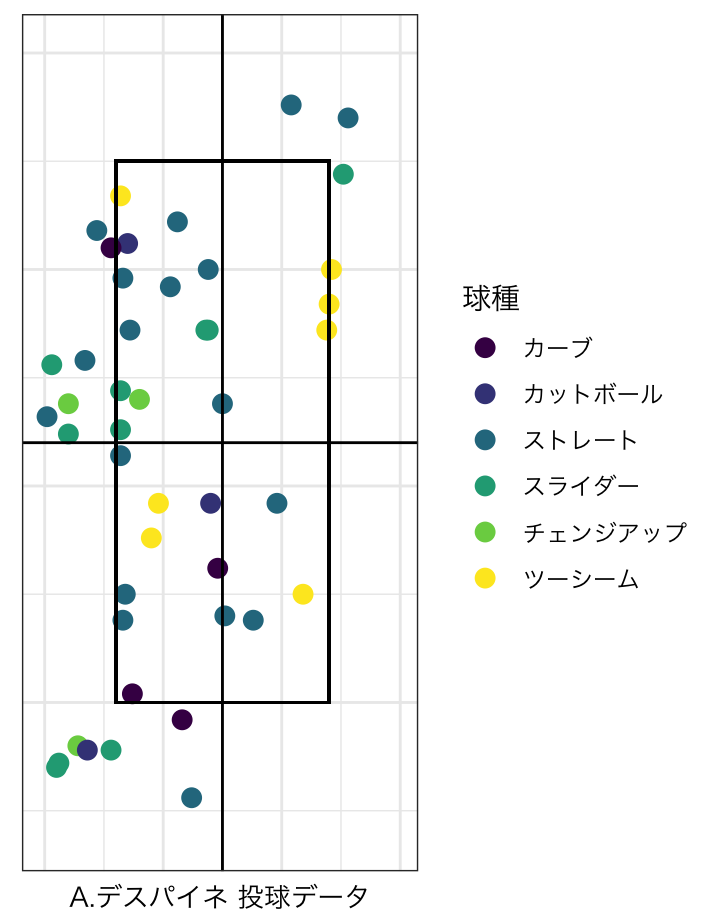 球種
カーブ
カットボール
ストレート
スライダー
チェンジアップ
ツーシーム
A.デスパイネ 投球データ